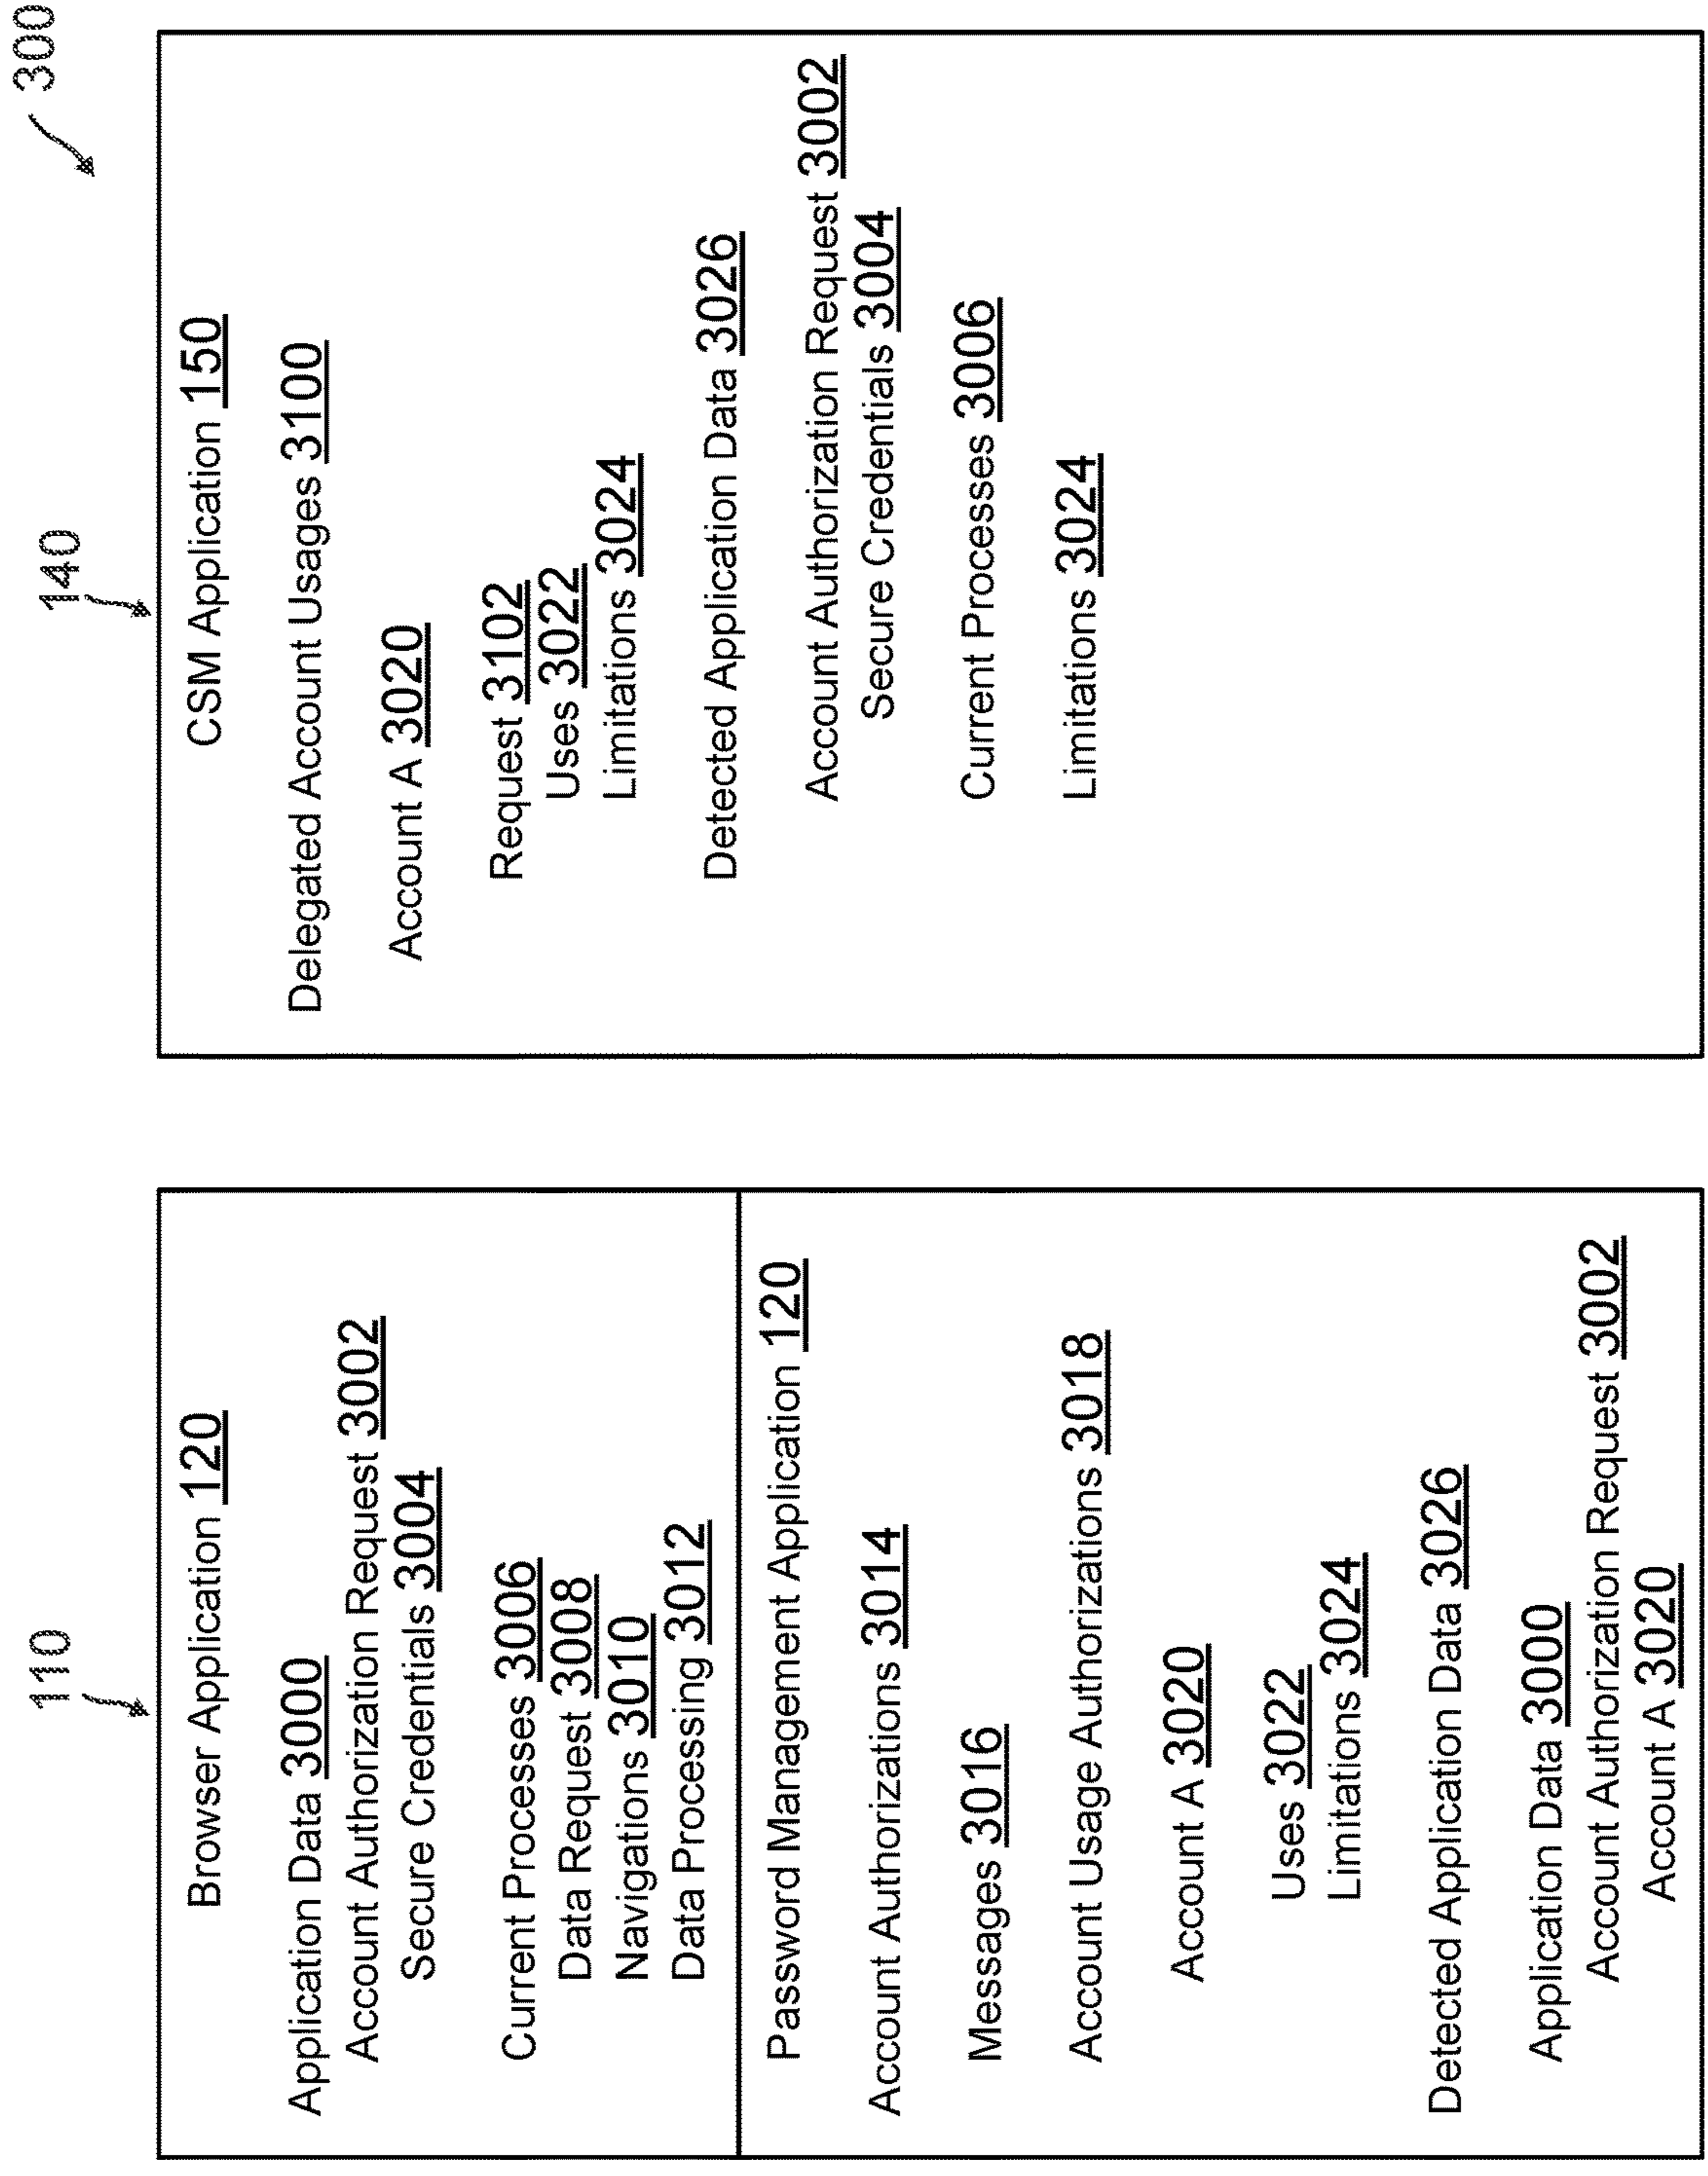 300
110
Browser Application 120
Application Data 3000
Account Authorization Request 3002
Secure Credentials 3004
Current Processes 3006
Data Request 3008
Navigations 3010
Data Processing 3012
Password Management Application 120
Account Authorizations 3014
Messages 3016
Account Usage Authorizations 3018
Account A 3020
Uses 3022
Limitations 3024
Detected Application Data 3026
Application Data 3000
Account Authorization Request 3002
Account A 3020
140
CSM Application 150
Delegated Account Usages 3100
Account A 3020
Request 3102
Uses 3022
Limitations 3024
Detected Application Data 3026
Account Authorization Request 3002
Secure Credentials 3004
Current Processes 3006
Limitations 3024